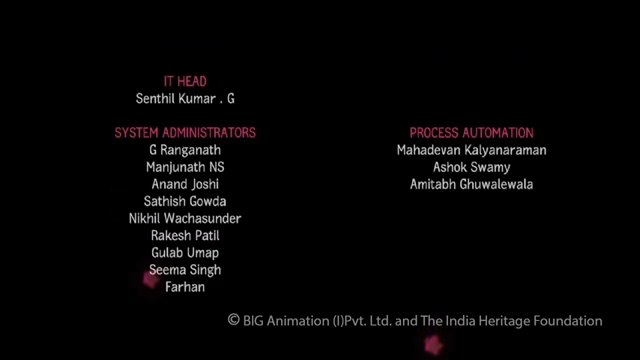 IT HEAD
Senthil Kumar . G
SYSTEM ADMINISTRATORS
G Ranganath
Manjunath NS
Anand Joshi
Sathish Gowda
Nikhil Wachasunder
Rakesh Patil
Gulab Umap
Seema Singh
Farhan
PROCESS AUTOMATION
Mahadevan Kalyanaraman
Ashok Swamy
Amitabh Ghuwalewala
© BIG Animation (I)Pvt. Ltd. and The India Heritage Foundation